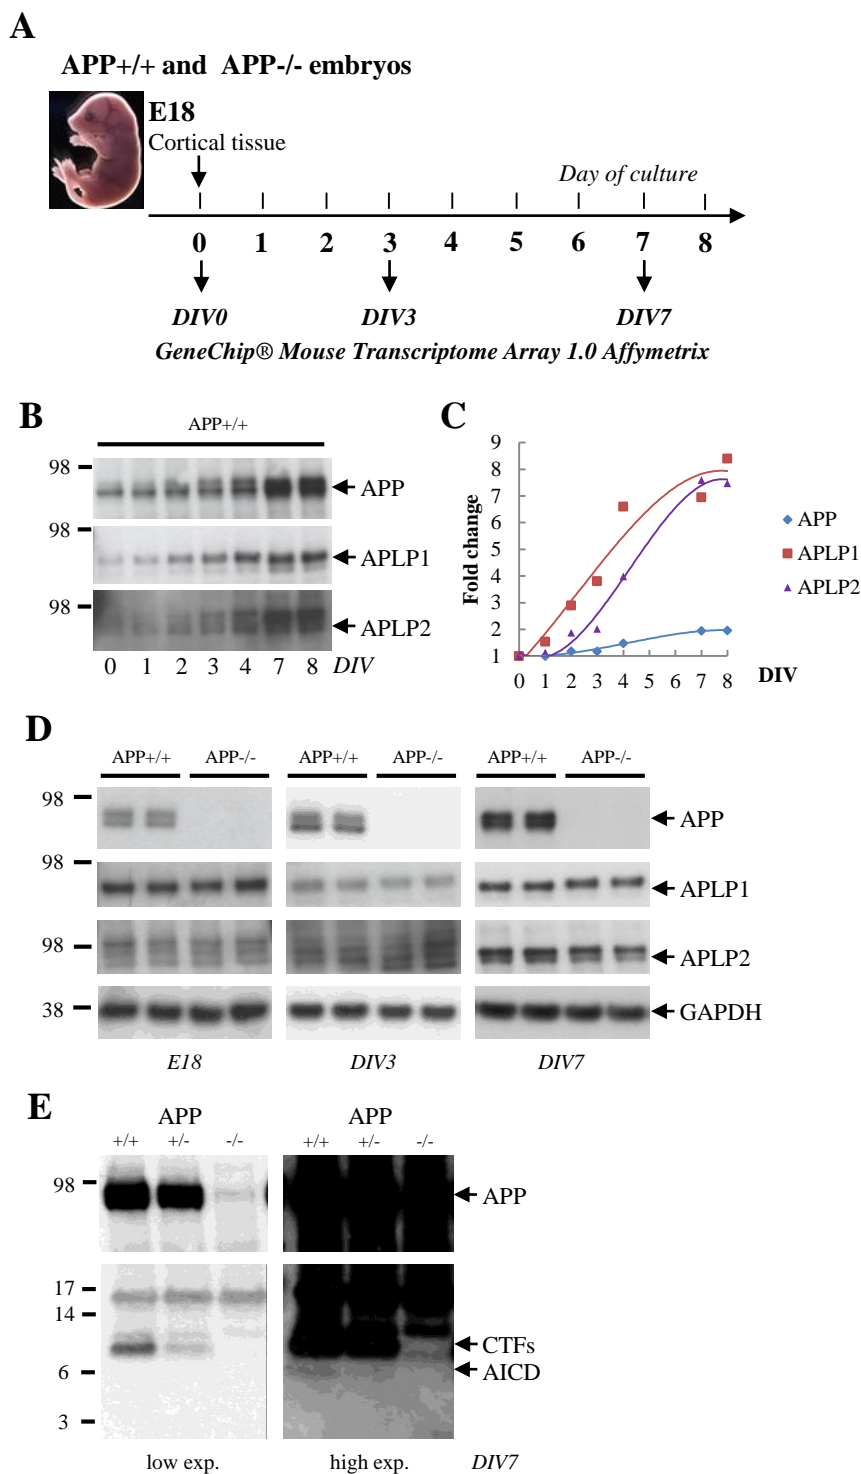 A
APP+/+ and APP-/- embryos
E18
Cortical tissue
Day of culture
0 1 2 3 4 5 6 7 8
DIV0 DIV3 DIV7
GeneChip® Mouse Transcriptome Array 1.0 Affymetrix
B
APP+/+
98
APP
98
APLP1
98
APLP2
0 1 2 3 4 7 8 DIV
C
Fold change
9
8
7
6
5
4
3
2
1
0 1 2 3 4 5 6 7 8
DIV
APP
APLP1
APLP2
D
APP+/+ APP-/- APP+/+ APP-/- APP+/+ APP-/-
98
APP
98
APLP1
98
APLP2
38
GAPDH
E18 DIV3 DIV7
E
APP APP
+/+ +/- -/- +/+ +/- -/-
98
APP
17
14
CTFs
6
AICD
3
low exp. high exp. DIV7